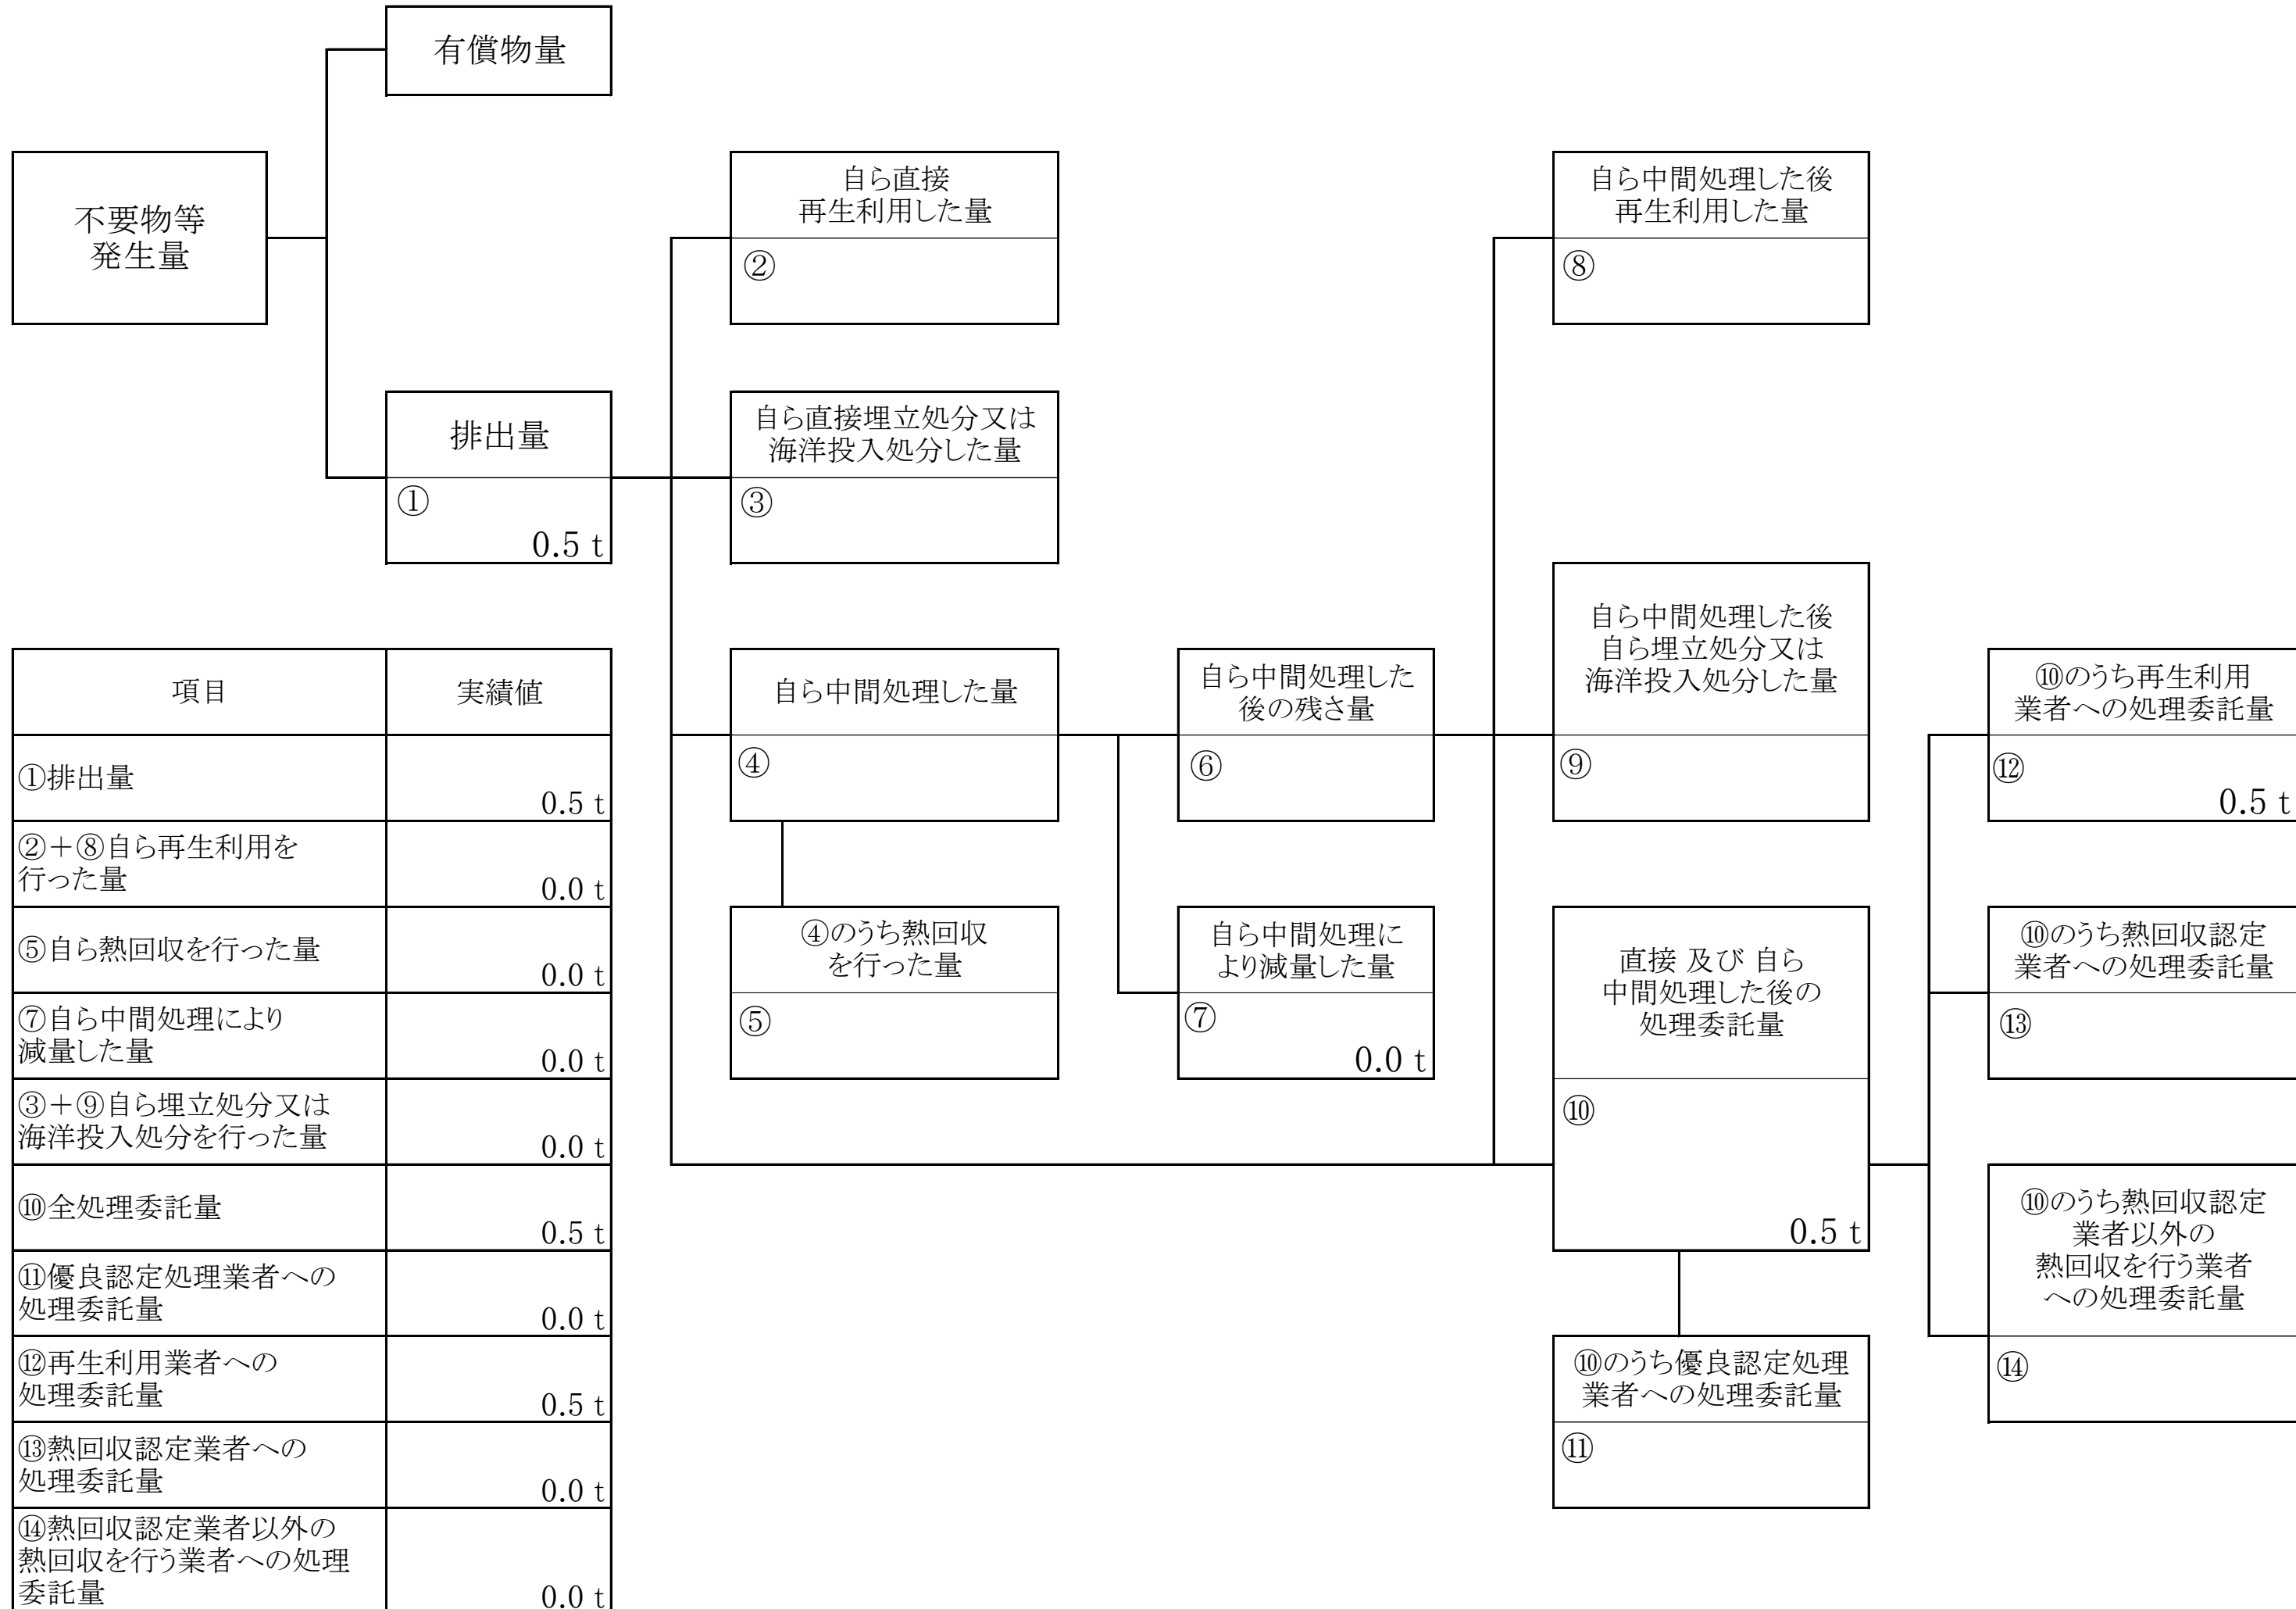 有償物量
不要物等
発生量
排出量
①
0.5 t
自ら直接
再生利用した量
②
自ら直接埋立処分又は
海洋投入処分した量
③
自ら中間処理した量
④
④のうち熱回収
を行った量
⑤
自ら中間処理した
後の残さ量
⑥
自ら中間処理に
より減量した量
⑦
0.0 t
自ら中間処理した後
再生利用した量
⑧
自ら中間処理した後
自ら埋立処分又は
海洋投入処分した量
⑨
直接 及び 自ら
中間処理した後の
処理委託量
⑩
0.5 t
⑩のうち優良認定処理
業者への処理委託量
⑪
⑩のうち再生利用
業者への処理委託量
⑫
0.5 t
⑩のうち熱回収認定
業者への処理委託量
⑬
⑩のうち熱回収認定
業者以外の
熱回収を行う業者
への処理委託量
⑭
項目 実績値
①排出量
0.5 t
②＋⑧自ら再生利用を
行った量
0.0 t
⑤自ら熱回収を行った量
0.0 t
⑦自ら中間処理により
減量した量
0.0 t
③＋⑨自ら埋立処分又は
海洋投入処分を行った量
0.0 t
⑩全処理委託量
0.5 t
⑪優良認定処理業者への
処理委託量
0.0 t
⑫再生利用業者への
処理委託量
0.5 t
⑬熱回収認定業者への
処理委託量
0.0 t
⑭熱回収認定業者以外の
熱回収を行う業者への処理
委託量
0.0 t